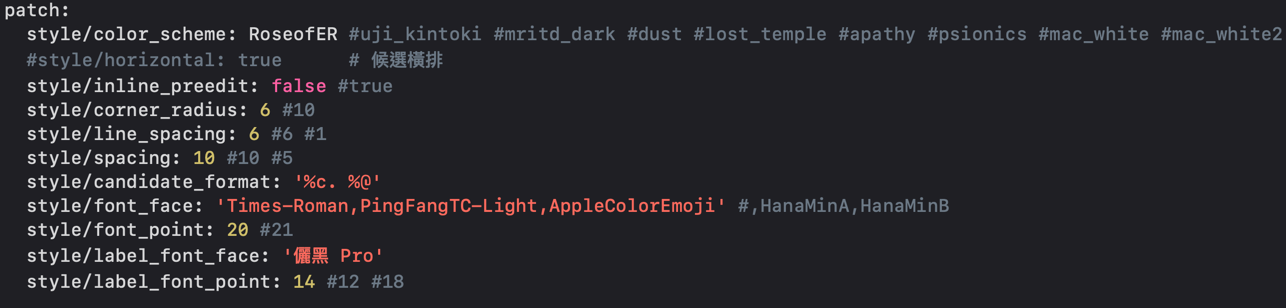 patch:
  style/color_scheme: RoseofER #uji_kintoki #mritd_dark #dust #lost_temple #apathy #psionics #mac_white #mac_white2
  #style/horizontal: true      # 候選橫排
  style/inline_preedit: false #true
  style/corner_radius: 6 #10
  style/line_spacing: 6 #6 #1
  style/spacing: 10 #10 #5
  style/candidate_format: '%c. %@'
  style/font_face: 'Times-Roman,PingFangTC-Light,AppleColorEmoji' #,HanaMinA,HanaMinB
  style/font_point: 20 #21
  style/label_font_face: '儷黑 Pro'
  style/label_font_point: 14 #12 #18